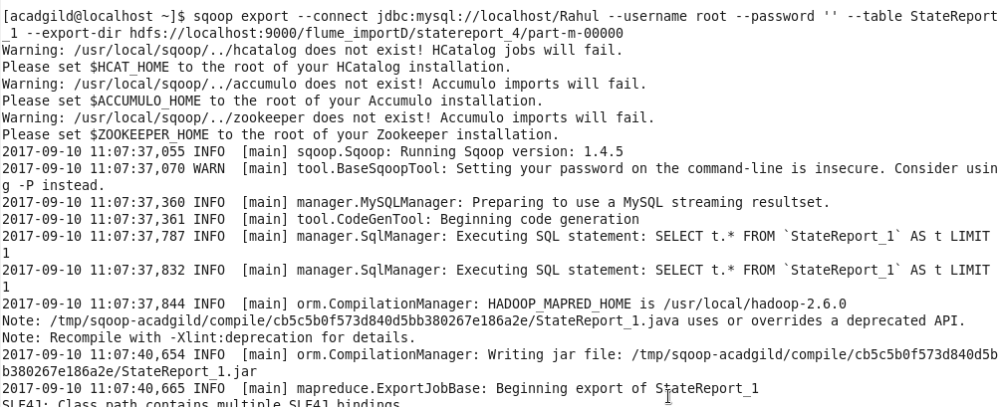 [acadgild@localhost ~]$ sqoop export --connect jdbc:mysql://localhost/Rahul --username root --password '' --table StateReport
_1 --export-dir hdfs://localhost:9000/flume_importD/statereport_4/part-m-00000
Warning: /usr/local/sqoop/../hcatalog does not exist! HCatalog jobs will fail.
Please set $HCAT_HOME to the root of your HCatalog installation.
Warning: /usr/local/sqoop/../accumulo does not exist! Accumulo imports will fail.
Please set $ACCUMULO_HOME to the root of your Accumulo installation.
Warning: /usr/local/sqoop/../zookeeper does not exist! Accumulo imports will fail.
Please set $ZOOKEEPER_HOME to the root of your Zookeeper installation.
2017-09-10 11:07:37,055 INFO  [main] sqoop.Sqoop: Running Sqoop version: 1.4.5
2017-09-10 11:07:37,070 WARN  [main] tool.BaseSqoopTool: Setting your password on the command-line is insecure. Consider usin
g -P instead.
2017-09-10 11:07:37,360 INFO  [main] manager.MySQLManager: Preparing to use a MySQL streaming resultset.
2017-09-10 11:07:37,361 INFO  [main] tool.CodeGenTool: Beginning code generation
2017-09-10 11:07:37,787 INFO  [main] manager.SqlManager: Executing SQL statement: SELECT t.* FROM `StateReport_1` AS t LIMIT
1
2017-09-10 11:07:37,832 INFO  [main] manager.SqlManager: Executing SQL statement: SELECT t.* FROM `StateReport_1` AS t LIMIT
1
2017-09-10 11:07:37,844 INFO  [main] orm.CompilationManager: HADOOP_MAPRED_HOME is /usr/local/hadoop-2.6.0
Note: /tmp/sqoop-acadgild/compile/cb5c5b0f573d840d5bb380267e186a2e/StateReport_1.java uses or overrides a deprecated API.
Note: Recompile with -Xlint:deprecation for details.
2017-09-10 11:07:40,654 INFO  [main] orm.CompilationManager: Writing jar file: /tmp/sqoop-acadgild/compile/cb5c5b0f573d840d5b
b380267e186a2e/StateReport_1.jar
2017-09-10 11:07:40,665 INFO  [main] mapreduce.ExportJobBase: Beginning export of StateReport_1
SLF4J: Class path contains multiple SLF4J bindings